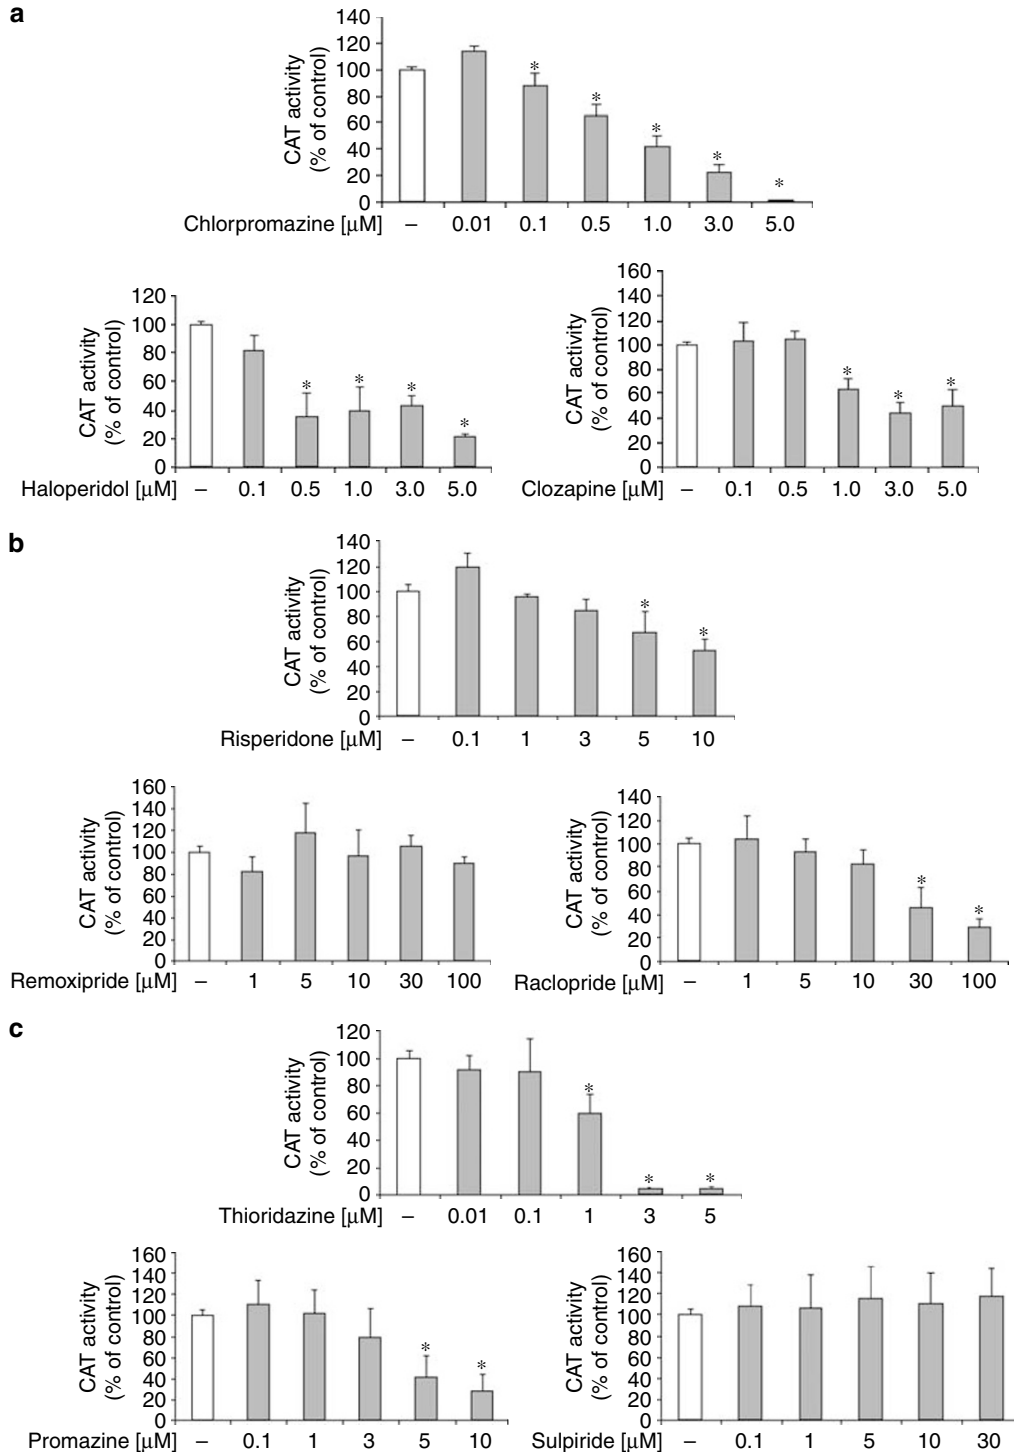 a
CAT activity
(% of control)
140
120
100
80
60
40
20
0
* * * * * *
Chlorpromazine [μM] – 0.01 0.1 0.5 1.0 3.0 5.0
CAT activity
(% of control)
120
100
80
60
40
20
0
* * * *
Haloperidol [μM] – 0.1 0.5 1.0 3.0 5.0
CAT activity
(% of control)
160
140
120
100
80
60
40
20
0
* * *
Clozapine [μM] – 0.1 0.5 1.0 3.0 5.0
b
CAT activity
(% of control)
140
120
100
80
60
40
20
0
* *
Risperidone [μM] – 0.1 1 3 5 10
CAT activity
(% of control)
160
140
120
100
80
60
40
20
0
Remoxipride [μM] – 1 5 10 30 100
CAT activity
(% of control)
140
120
100
80
60
40
20
0
* *
Raclopride [μM] – 1 5 10 30 100
c
CAT activity
(% of control)
120
100
80
60
40
20
0
* * *
Thioridazine [μM] – 0.01 0.1 1 3 5
CAT activity
(% of control)
160
140
120
100
80
60
40
20
0
* *
Promazine [μM] – 0.1 1 3 5 10
CAT activity
(% of control)
160
140
120
100
80
60
40
20
0
Sulpiride [μM] – 0.1 1 5 10 30